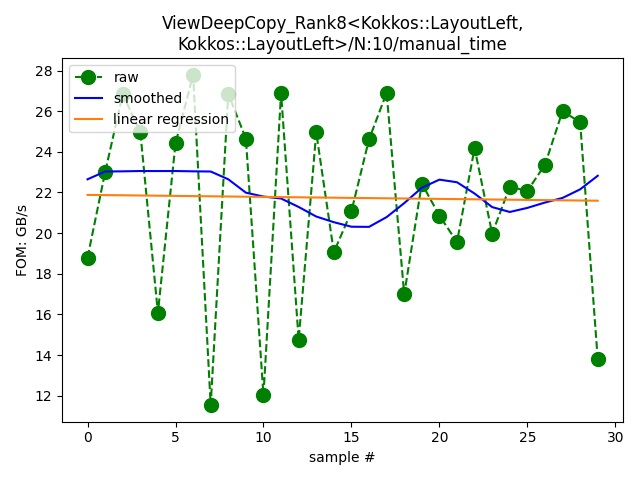 ViewDeepCopy_Rank8<Kokkos::LayoutLeft,
Kokkos::LayoutLeft>/N:10/manual_time
raw
smoothed
linear regression
FOM: GB/s
28
26
24
22
20
18
16
14
12
0
5
10
15
20
25
30
sample #